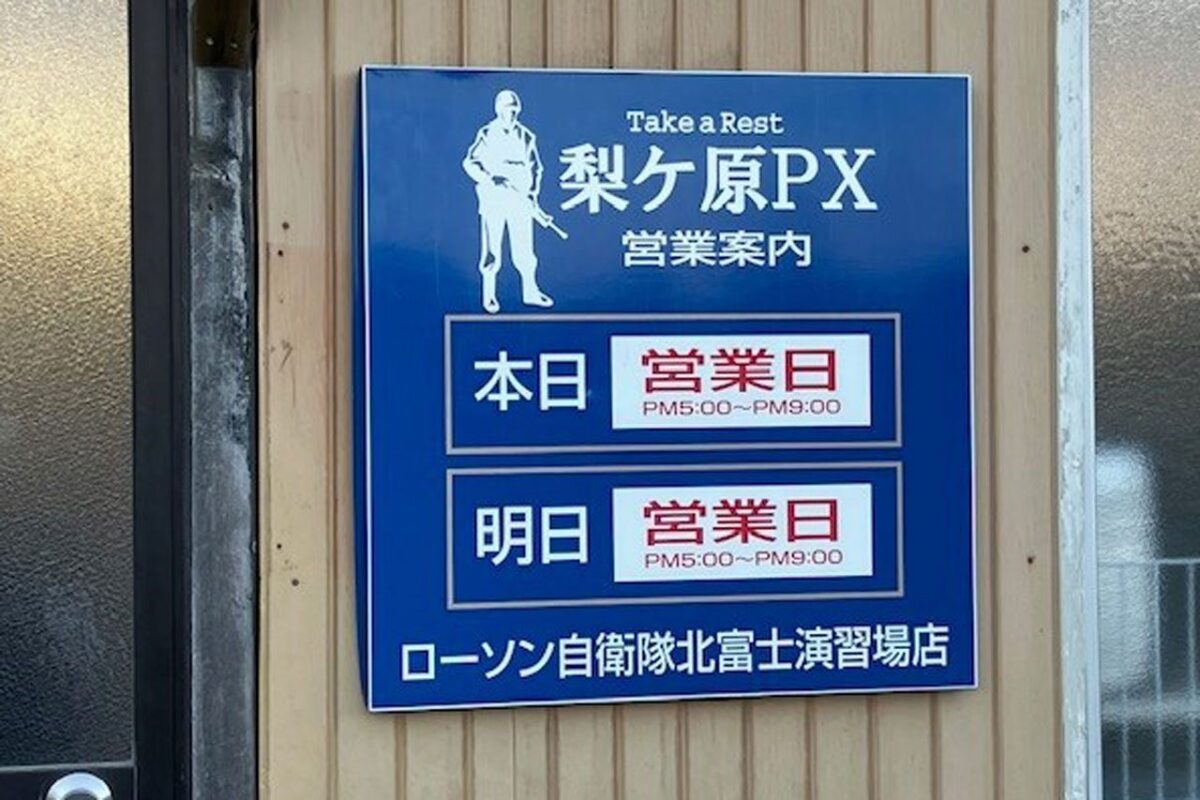 Take a Rest
梨ケ原PX
営業案内
本日 営業日
PM5:00～PM9:00
明日 営業日
PM5:00～PM9:00
ローソン自衛隊北富士演習場店